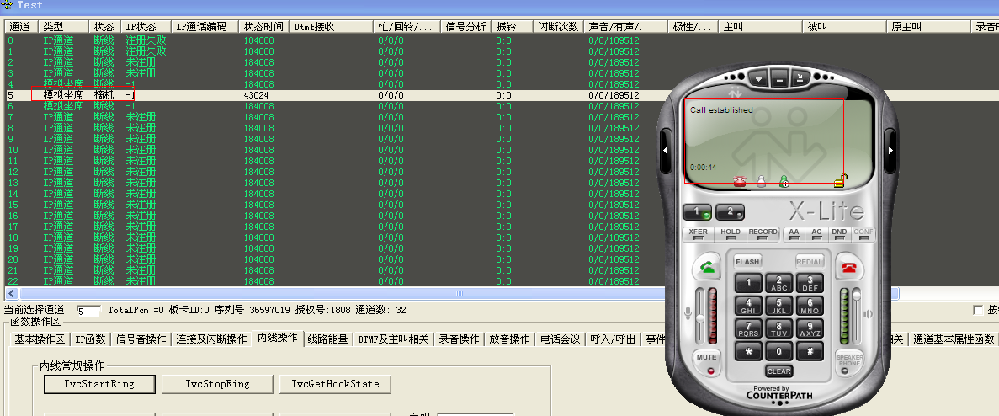 Test
通道 类型 状态 IP状态 IP通话编码 状态时间 Dtmf接收 忙/回铃/... 信号分析 振铃 闪断次数 声音/有声/... 极性/... 主叫 被叫 原主叫
0 IP通道 断线 注册失败 184008 0/0/0 0:0 0/0/189512
1 IP通道 断线 注册失败 184008 0/0/0 0:0 0/0/189512
2 IP通道 断线 未注册 184008 0/0/0 0:0 0/0/189512
3 IP通道 断线 未注册 184008 0/0/0 0:0 0/0/189512
4 模拟坐席 断线 -1 184008 0/0/0 0:0 0/0/189512
5 模拟坐席 摘机 -1 43024 0/0/0 0:0 0/0/189512
6 模拟坐席 断线 -1 184008 0/0/0 0:0 0/0/189512
7 IP通道 断线 未注册 184008 0/0/0 0:0 0/0/189512
8 IP通道 断线 未注册 184008 0/0/0 0:0 0/0/189512
9 IP通道 断线 未注册 184008 0/0/0 0:0 0/0/189512
10 IP通道 断线 未注册 184008 0/0/0 0:0 0/0/189512
11 IP通道 断线 未注册 184008 0/0/0 0:0 0/0/189512
12 IP通道 断线 未注册 184008 0/0/0 0:0 0/0/189512
13 IP通道 断线 未注册 184008 0/0/0 0:0 0/0/189512
14 IP通道 断线 未注册 184008 0/0/0 0:0 0/0/189512
15 IP通道 断线 未注册 184008 0/0/0 0:0 0/0/189512
16 IP通道 断线 未注册 184008 0/0/0 0:0 0/0/189512
17 IP通道 断线 未注册 184008 0/0/0 0:0 0/0/189512
18 IP通道 断线 未注册 184008 0/0/0 0:0 0/0/189512
19 IP通道 断线 未注册 184008 0/0/0 0:0 0/0/189512
20 IP通道 断线 未注册 184008 0/0/0 0:0 0/0/189512
21 IP通道 断线 未注册 184008 0/0/0 0:0 0/0/189512
22 IP通道 断线 未注册 184008 0/0/0 0:0 0/0/189512
当前选择通道 5 TotalPcm =0 板卡ID:0 序列号:36597019 授权号:1808 通道数: 32
函数操作区
基本操作区 IP函数 信号音操作 连接及闪断操作 内线操作 线路能量 DTMF及主叫相关 录音操作 放音操作 电话会议 呼入/呼出 事件 相关 通道基本属性函数
内线常规操作
TvcStartRing TvcStopRing TvcGetHookState
Call established
0:00:44
1 2 X-Lite
XFER HOLD RECORD AA AC DND CONF
FLASH REDIAL
1 2 ABC 3 DEF
4 GHI 5 JKL 6 MNO
7 PQRS 8 TUV 9 WXYZ
* 0 #
MUTE CLEAR SPEAKER PHONE
Powered by
COUNTERPATH